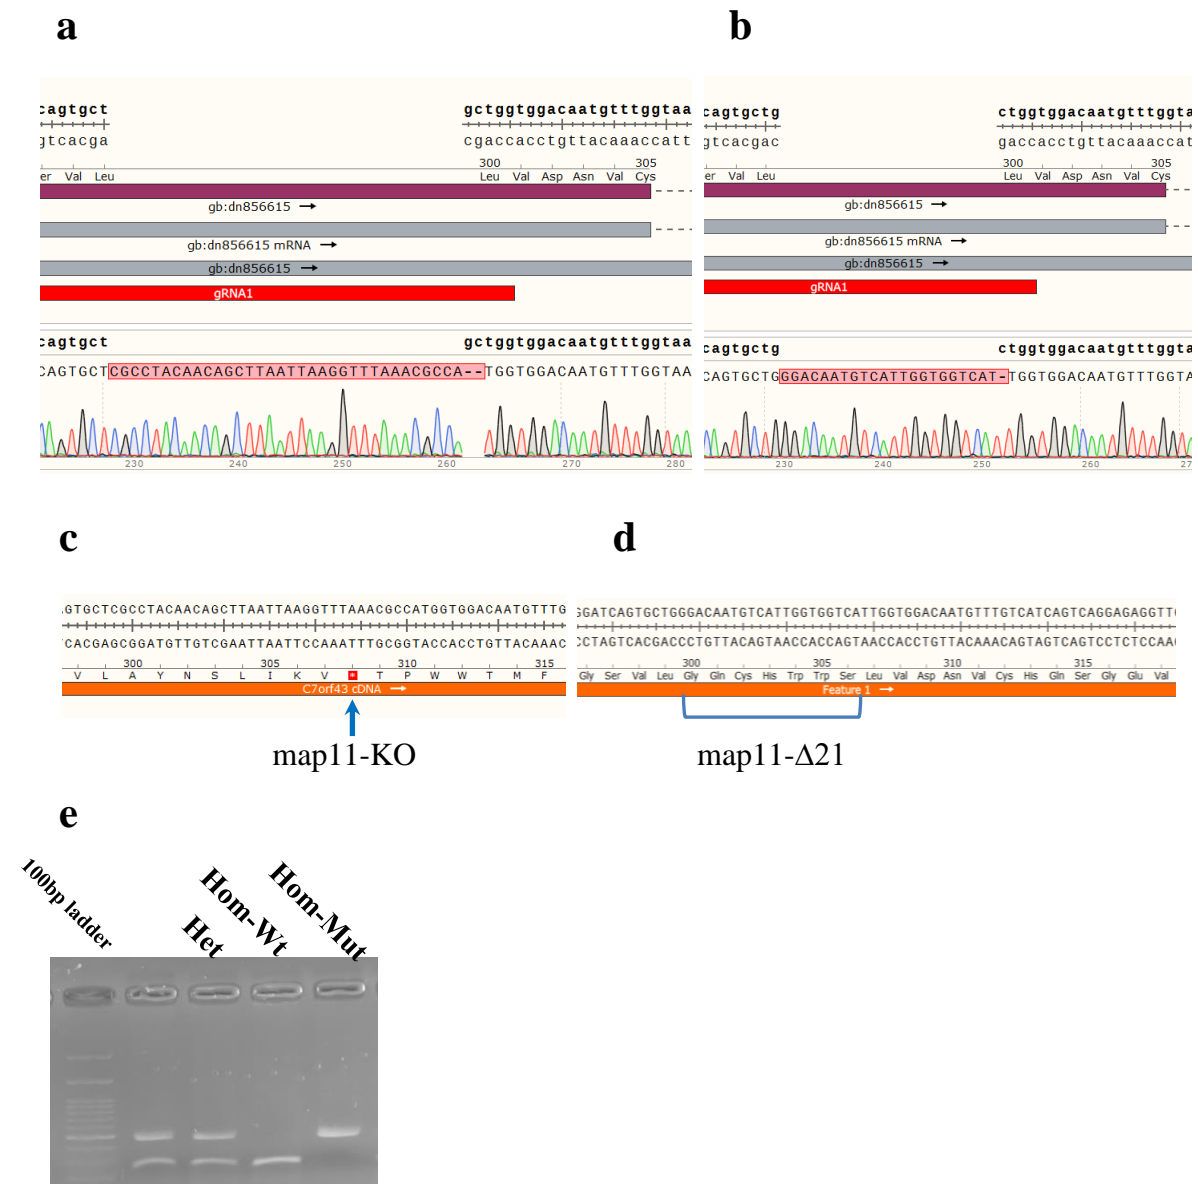 a
cagtgct gctggtggacaatgtttggtaa
gtcacga cgaccacctgttacaaaccatt
300 305
er Val Leu Leu Val Asp Asn Val Cys
gb:dn856615
gb:dn856615 mRNA
gb:dn856615
gRNA1
cagtgct gctggtggacaatgtttggtaa
CAGTGCTCGCCTACAACAGCTTAATTAAGGTTTAAACGCCA--TGGTGGACAATGTTTGGTAA
230 240 250 260 270 280
b
cagtgctg ctggtggacaatgtttggta
gtcacgac gaccacctgttacaaaccat
300 305
er Val Leu Leu Val Asp Asn Val Cys
gb:dn856615
gb:dn856615 mRNA
gb:dn856615
gRNA1
cagtgctg ctggtggacaatgtttggta
CAGTGCTGGGACAATGTCATTGGTGGTCAT-TGGTGGACAATGTTTGGTA
230 240 250 260 27
c
GTGCTCGCCTACAACAGCTTAATTAAGGTTTAAACGCCATGGTGGACAATGTTTG
CACGAGCGGATGTTGTCGAATTAATTCCAAATTTGCGGTACCACCTGTTACAAAC
300 305 310 315
V L A Y N S L I K V * T P W W T M F
C7orf43 cDNA
map11-KO
d
GGATCAGTGCTGGGACAATGTCATTGGTGGTCATTGGTGGACAATGTTTGTCATCAGTCAGGAGAGGTT
CCTAGTCACGACCCTGTTACAGTAACCACCAGTAACCACCTGTTACAAACAGTAGTCAGTCCTCTCCAA
300 305 310 315
Gly Ser Val Leu Gly Gln Cys His Trp Trp Ser Leu Val Asp Asn Val Cys His Gln Ser Gly Glu Val
Feature 1
map11-Δ21
e
100bp ladder
Het
Hom-Wt
Hom-Mut